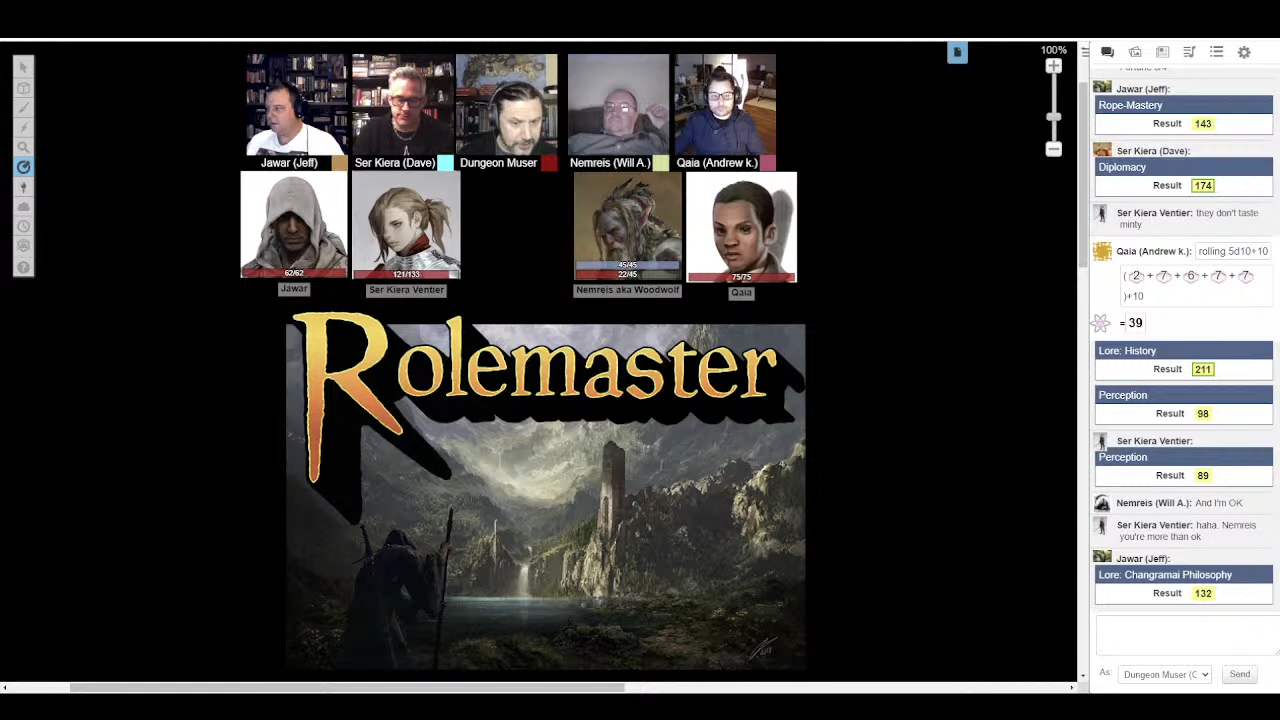 100%
Jawar (Jeff)
Ser Kiera (Dave)
Dungeon Muser
Nemreis (Will A.)
Qaia (Andrew k.)
62/62
121/133
45/45
22/45
75/75
Jawar
Ser Kiera Ventier
Nemreis aka Woodwolf
Qaia
Rolemaster
Jawar (Jeff):
Rope-Mastery
Result 143
Ser Kiera (Dave):
Diplomacy
Result 174
Ser Kiera Ventier: they don't taste
minty
Qaia (Andrew k.): rolling 5d10+10
(2+7+6+7+7
)+10
=39
Lore: History
Result 211
Perception
Result 98
Ser Kiera Ventier:
Perception
Result 89
Nemreis (Will A.): And I'm OK
Ser Kiera Ventier: haha. Nemreis
you're more than ok
Jawar (Jeff):
Lore: Changramai Philosophy
Result 132
As: Dungeon Muser (
Send